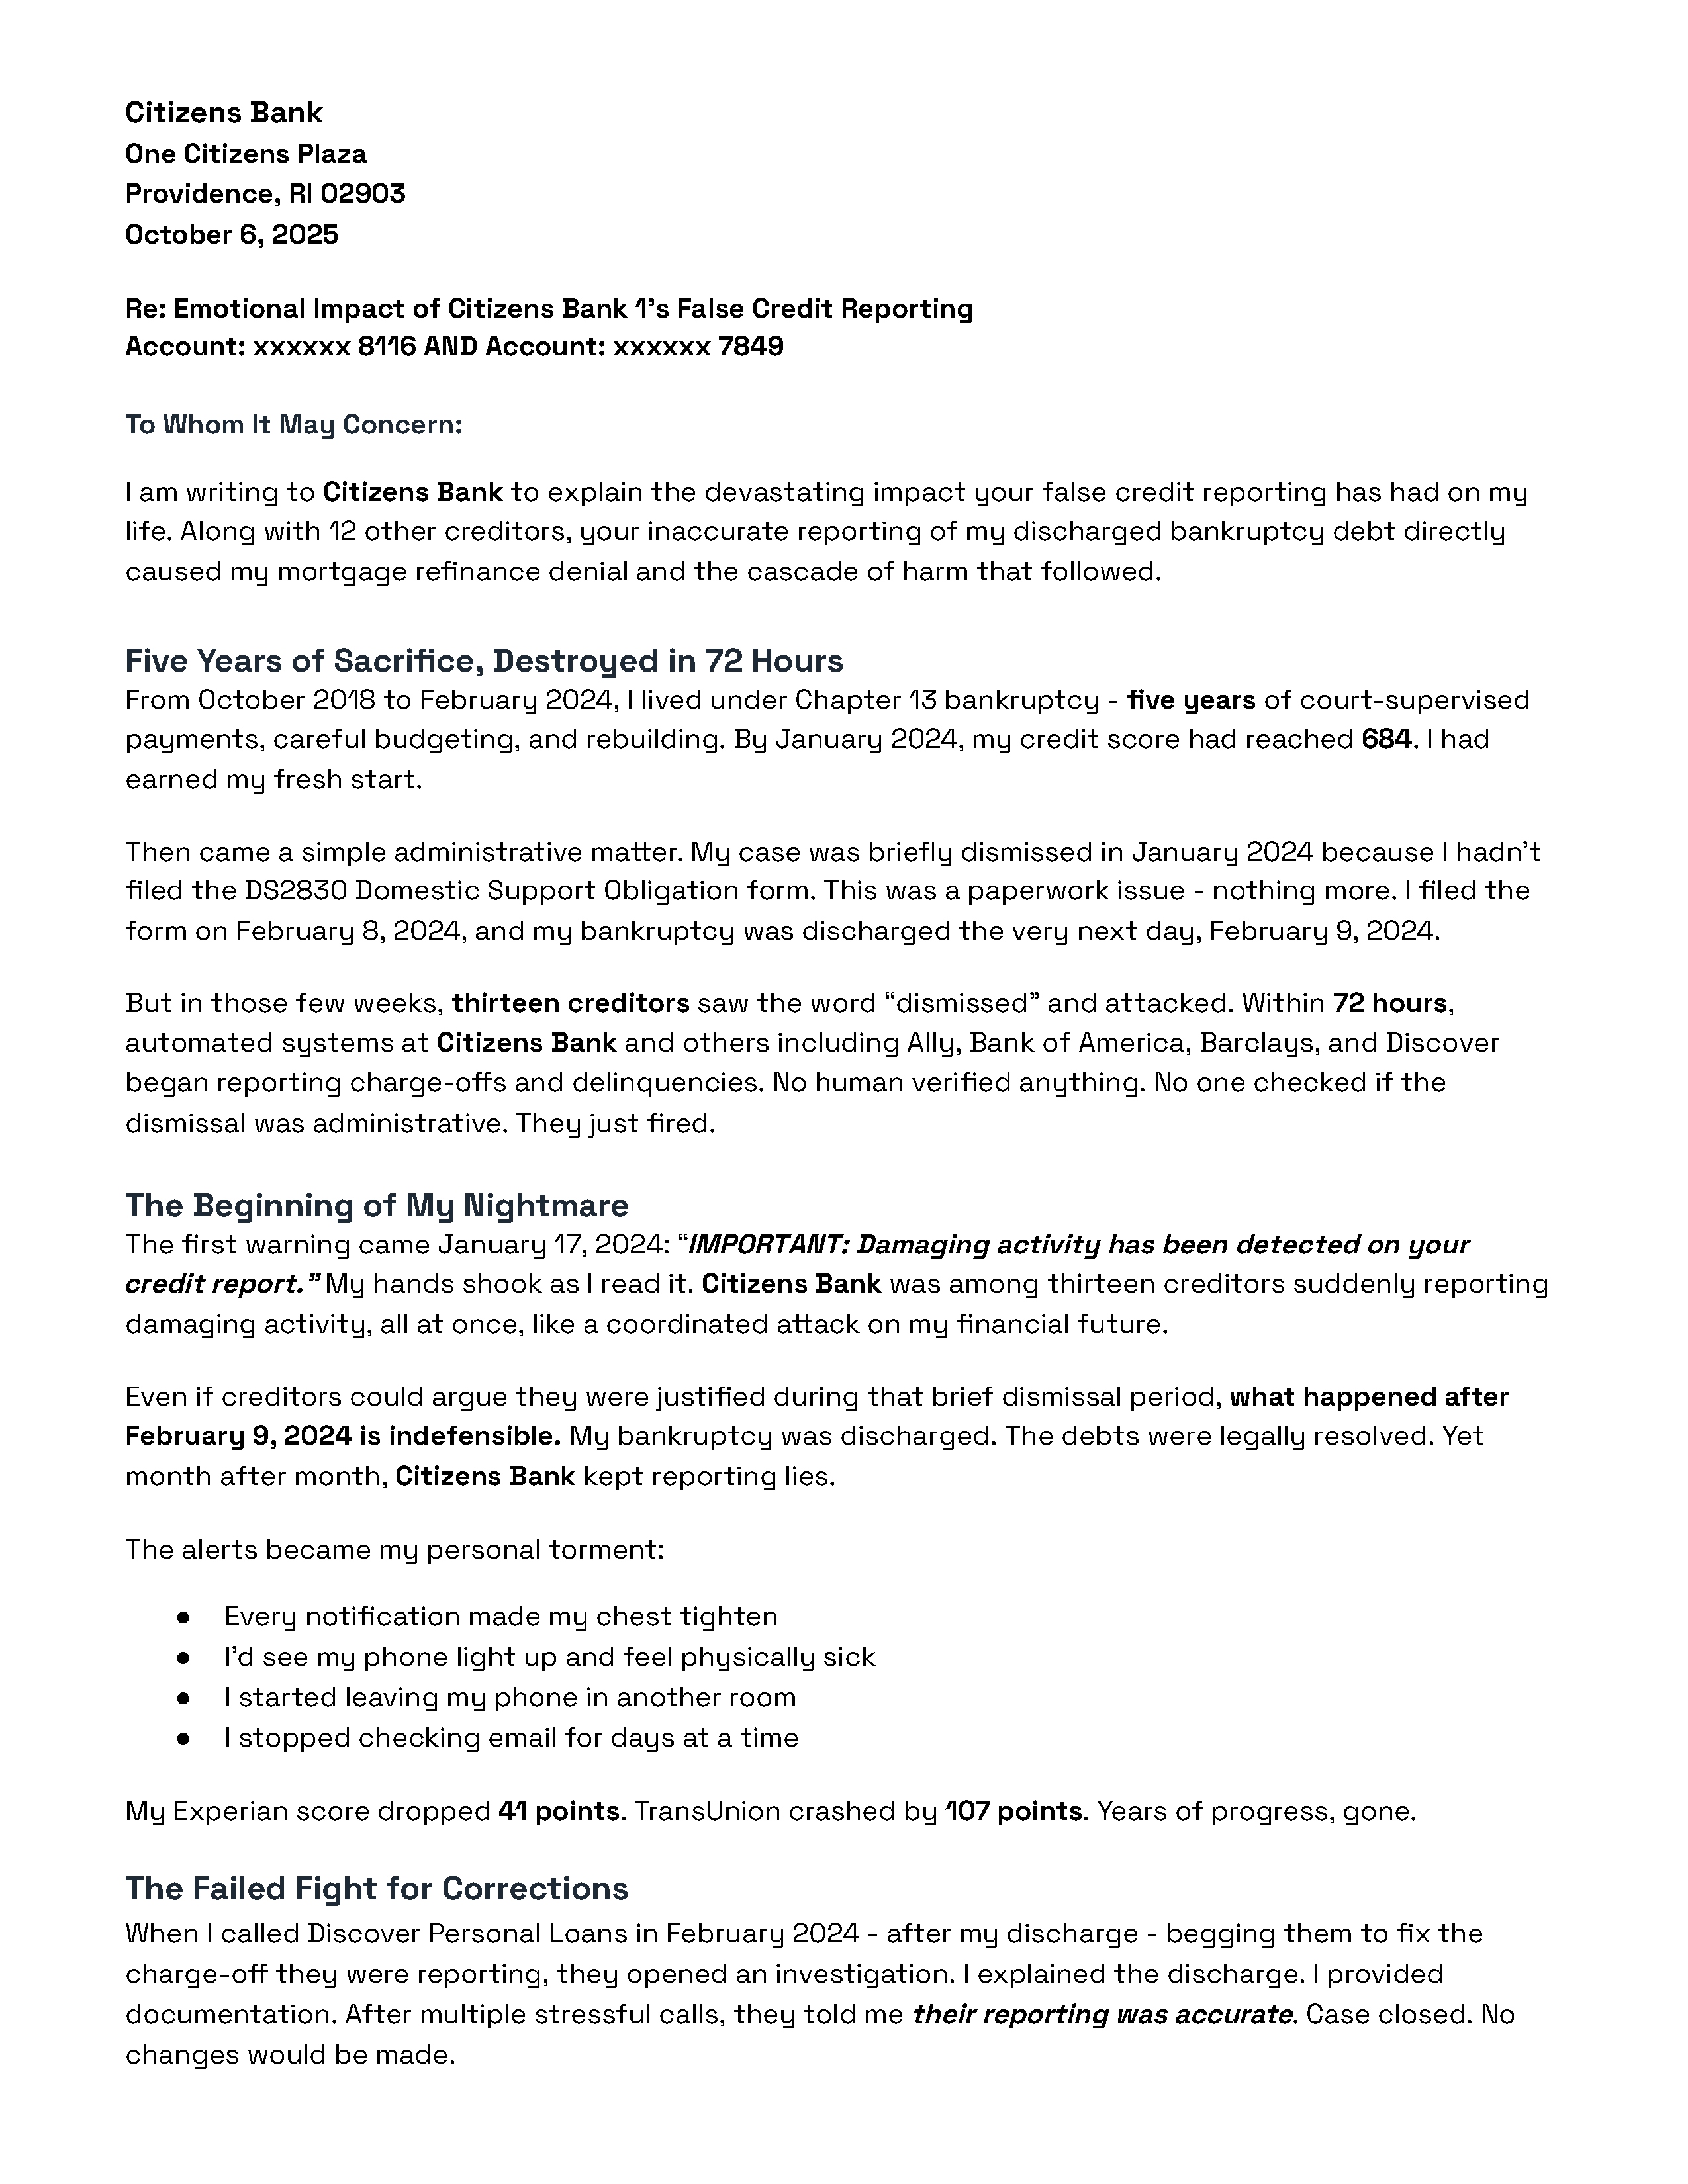 Citizens Bank
One Citizens Plaza
Providence, RI 02903
October 6, 2025
Re: Emotional Impact of Citizens Bank 1’s False Credit Reporting
Account: xxxxxx 8116 AND Account: xxxxxx 7849
To Whom It May Concern:
I am writing to Citizens Bank to explain the devastating impact your false credit reporting has had on my
life. Along with 12 other creditors, your inaccurate reporting of my discharged bankruptcy debt directly
caused my mortgage refinance denial and the cascade of harm that followed.
Five Years of Sacrifice, Destroyed in 72 Hours
From October 2018 to February 2024, I lived under Chapter 13 bankruptcy - five years of court-supervised
payments, careful budgeting, and rebuilding. By January 2024, my credit score had reached 684. I had
earned my fresh start.
Then came a simple administrative matter. My case was briefly dismissed in January 2024 because I hadn’t
filed the DS2830 Domestic Support Obligation form. This was a paperwork issue - nothing more. I filed the
form on February 8, 2024, and my bankruptcy was discharged the very next day, February 9, 2024.
But in those few weeks, thirteen creditors saw the word “dismissed” and attacked. Within 72 hours,
automated systems at Citizens Bank and others including Ally, Bank of America, Barclays, and Discover
began reporting charge-offs and delinquencies. No human verified anything. No one checked if the
dismissal was administrative. They just fired.
The Beginning of My Nightmare
The first warning came January 17, 2024: “IMPORTANT: Damaging activity has been detected on your
credit report.” My hands shook as I read it. Citizens Bank was among thirteen creditors suddenly reporting
damaging activity, all at once, like a coordinated attack on my financial future.
Even if creditors could argue they were justified during that brief dismissal period, what happened after
February 9, 2024 is indefensible. My bankruptcy was discharged. The debts were legally resolved. Yet
month after month, Citizens Bank kept reporting lies.
The alerts became my personal torment:
● Every notification made my chest tighten
● I’d see my phone light up and feel physically sick
● I started leaving my phone in another room
● I stopped checking email for days at a time
My Experian score dropped 41 points. TransUnion crashed by 107 points. Years of progress, gone.
The Failed Fight for Corrections
When I called Discover Personal Loans in February 2024 - after my discharge - begging them to fix the
charge-off they were reporting, they opened an investigation. I explained the discharge. I provided
documentation. After multiple stressful calls, they told me their reporting was accurate. Case closed. No
changes would be made.